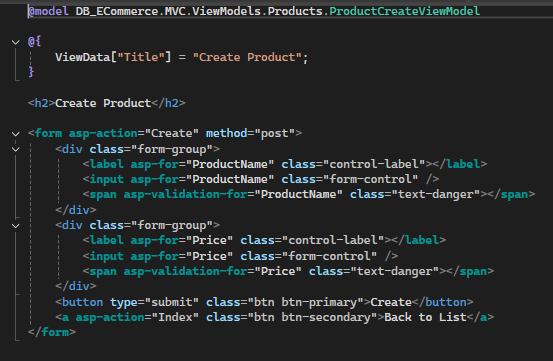 @model DB_ECommerce.MVC.ViewModels.Products.ProductCreateViewModel
@{
ViewData["Title"] = "Create Product";
}
<h2>Create Product</h2>
<form asp-action="Create" method="post">
<div class="form-group">
<label asp-for="ProductName" class="control-label"></label>
<input asp-for="ProductName" class="form-control" />
<span asp-validation-for="ProductName" class="text-danger"></span>
</div>
<div class="form-group">
<label asp-for="Price" class="control-label"></label>
<input asp-for="Price" class="form-control" />
<span asp-validation-for="Price" class="text-danger"></span>
</div>
<button type="submit" class="btn btn-primary">Create</button>
<a asp-action="Index" class="btn btn-secondary">Back to List</a>
</form>